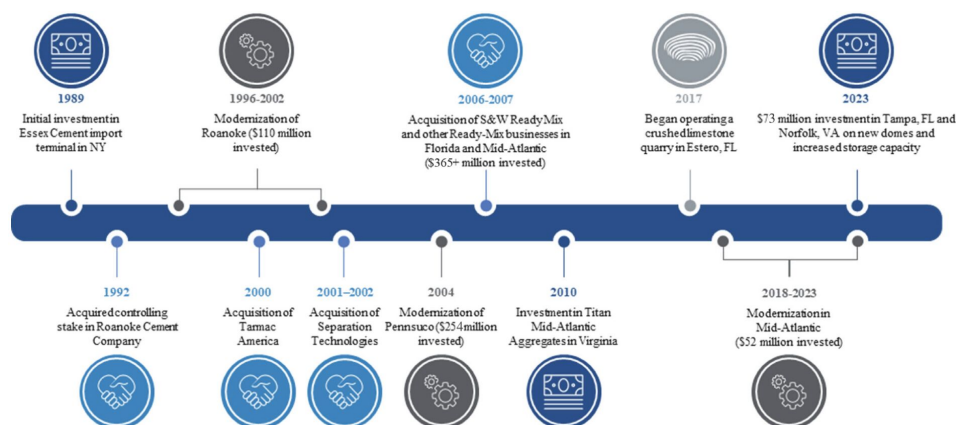 1989
Initial investment in
Essex Cement import
terminal in NY
1996-2002
Modernization of
Roanoke ($110 million
invested)
2006-2007
Acquisition of S&W Ready Mix
and other Ready-Mix businesses in
Florida and Mid-Atlantic
($365+ million invested)
2017
Began operating a
crushed limestone
quarry in Estero, FL
2023
$73 million investment in Tampa, FL and
Norfolk, VA on new domes and
increased storage capacity
1992
Acquired controlling
stake in Roanoke Cement
Company
2000
Acquisition of
Tarmac
America
2001–2002
Acquisition of
Separation
Technologies
2004
Modernization of
Pennsuco ($254 million
invested)
2010
Investment in Titan
Mid-Atlantic
Aggregates in Virginia
2018-2023
Modernization in
Mid-Atlantic
($52 million invested)